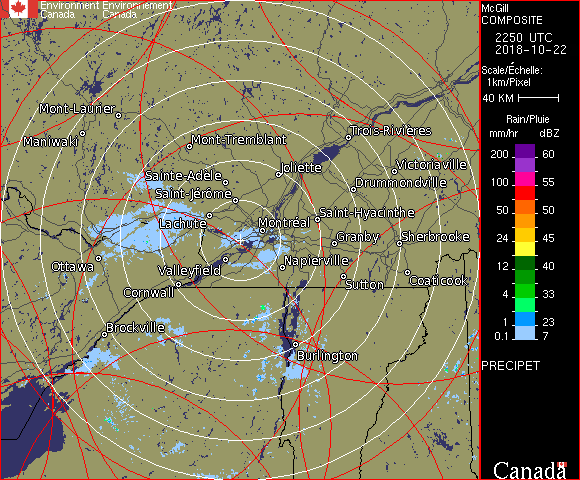 Environment Environnement
Canada Canada
McGill
COMPOSITE
2250 UTC
2018-10-22
Scale/Échelle:
1km/Pixel
40 KM
Rain/Pluie
mm/hr dBZ
200 60
100 55
50 50
24 45
12 40
4 33
1 23
0.1 7
PRECIPET
Canada
Mont-Laurier
Maniwaki
Mont-Tremblant
Trois-Rivières
Joliette
Victoriaville
Sainte-Adèle
Drummondville
Saint-Jérôme
Saint-Hyacinthe
Lachute
Montréal
Granby
Sherbrooke
Ottawa
Valleyfield
Napierville
Cornwall
Sutton
Coaticook
Brockville
Burlington